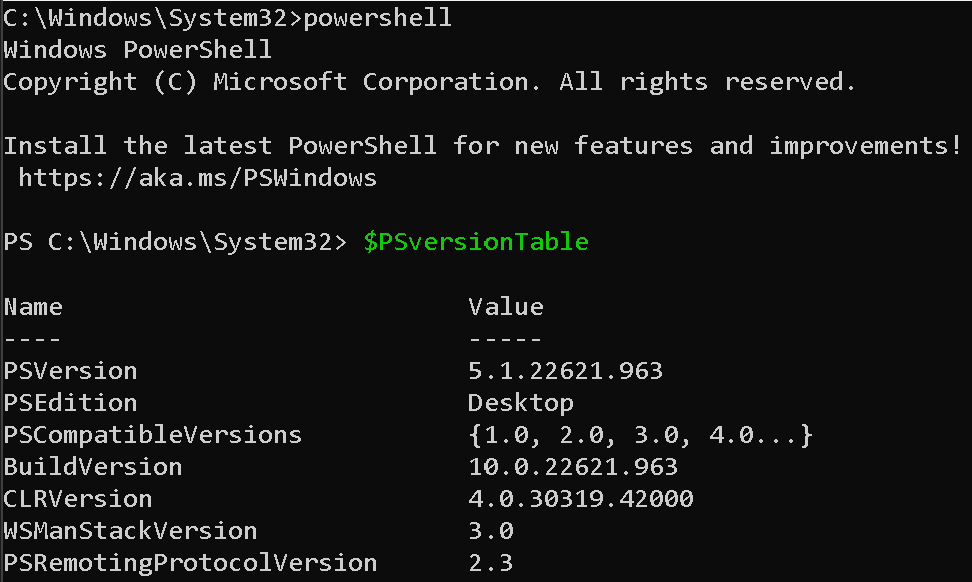 C:\Windows\System32>powershell
Windows PowerShell
Copyright (C) Microsoft Corporation. All rights reserved.
Install the latest PowerShell for new features and improvements!
https://aka.ms/PSWindows
PS C:\Windows\System32> $PSversionTable
Name                           Value
----                           -----
PSVersion                      5.1.22621.963
PSEdition                      Desktop
PSCompatibleVersions           {1.0, 2.0, 3.0, 4.0...}
BuildVersion                   10.0.22621.963
CLRVersion                     4.0.30319.42000
WSManStackVersion              3.0
PSRemotingProtocolVersion      2.3